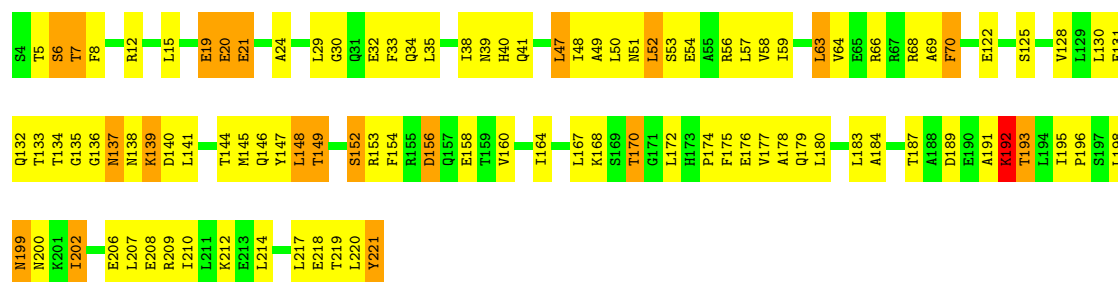 S4 T5 S6 T7 F8 R12 L15 E19 E20 E21 A24 L29 G30 Q31 E32 F33 Q34 L35 I38 N39 H40 Q41 L47 I48 A49 L50 N51 L52 S53 E54 A55 R56 L57 V58 I59 L63 V64 E65 R66 R67 R68 A69 F70 E122 S125 V128 L129 L130 E131
Q132 T133 T134 G135 G136 N137 N138 K139 D140 L141 T144 M145 Q146 Y147 L148 T149 S152 R153 F154 R155 D156 Q157 E158 T159 V160 I164 L167 K168 S169 T170 G171 L172 H173 P174 F175 E176 V177 A178 Q179 L180 L183 A184 T187 A188 D189 E190 A191 K192 T193 L194 I195 P196 S197 L198
N199 N200 K201 I202 E206 L207 E208 R209 I210 L211 K212 E213 L214 L217 E218 T219 L220 Y221